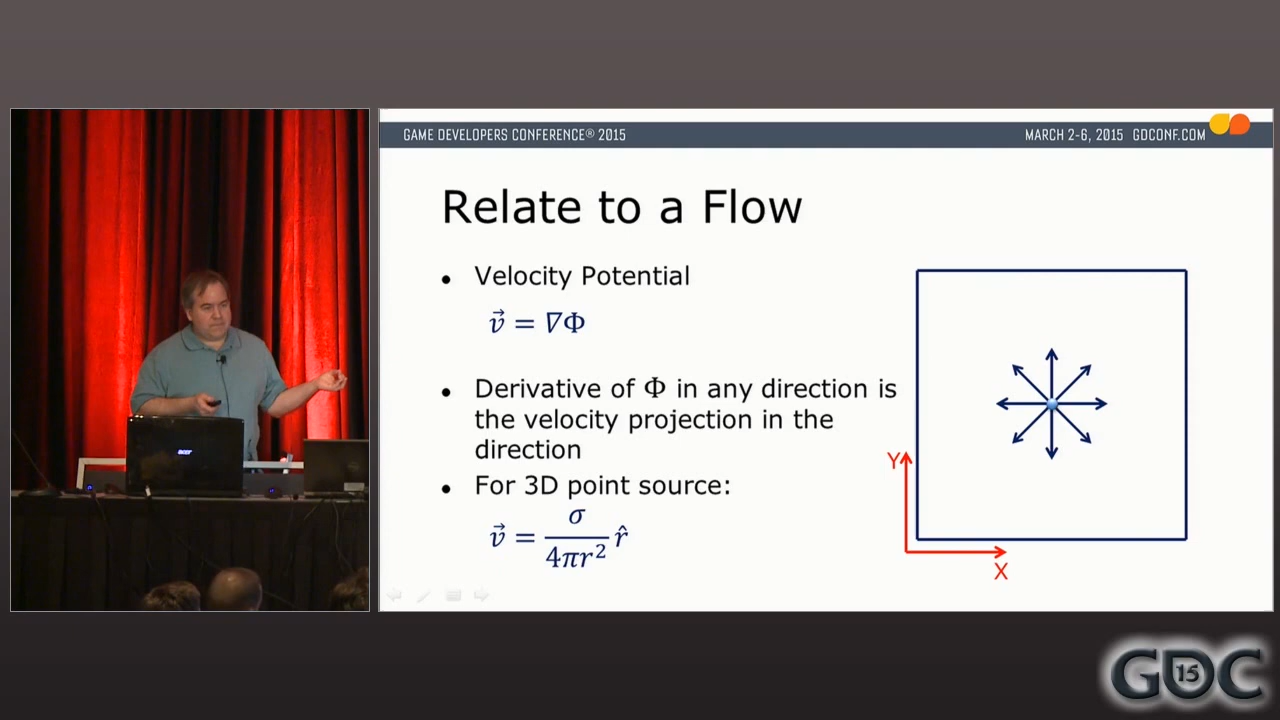 GAME DEVELOPERS CONFERENCE® 2015
MARCH 2-6, 2015 GDCONF.COM
Relate to a Flow
• Velocity Potential
v⃗ = ∇Φ
• Derivative of Φ in any direction is
the velocity projection in the
direction
• For 3D point source:
v⃗ = σ / 4πr² r̂
Y
X
acer
GDC 15